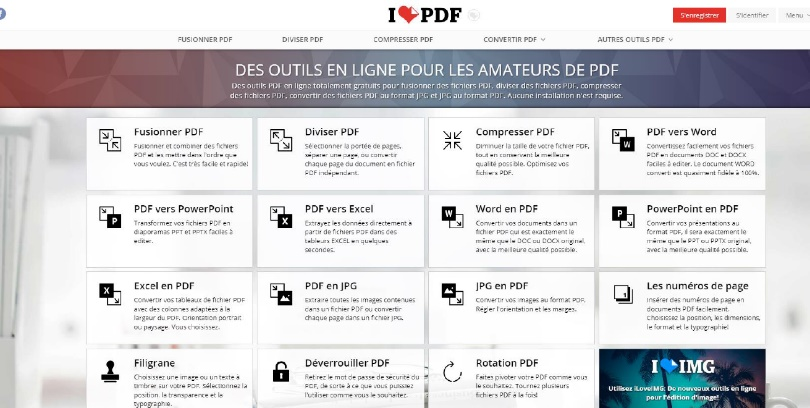 I PDF
S'enregistrer S'identifier Menu
FUSIONNER PDF DIVISER PDF COMPRESSER PDF CONVERTIR PDF AUTRES OUTILS PDF
DES OUTILS EN LIGNE POUR LES AMATEURS DE PDF
Des outils PDF en ligne totalement gratuits pour fusionner des fichiers PDF, diviser des fichiers PDF, compresser
des fichiers PDF, convertir des fichiers PDF au format JPG et JPG au format PDF. Aucune installation n'est requise.
Fusionner PDF
Fusionner et combiner des fichiers
PDF et les mettre dans l'ordre que
vous voulez. C'est très facile et rapide!
Diviser PDF
Sélectionner la portée de pages,
séparer une page, ou convertir
chaque page du document en fichier
PDF indépendant.
Compresser PDF
Diminuer la taille de votre fichier PDF,
tout en conservant la meilleure
qualité possible. Optimisez vos
fichiers PDF.
PDF vers Word
Convertissez facilement vos fichiers
PDF en documents DOC et DOCX
faciles à éditer. Le document WORD
converti est quasiment fidèle à 100%.
PDF vers PowerPoint
Transformez vos fichiers PDF en
diaporamas PPT et PPTX faciles à
éditer.
PDF vers Excel
Extrayez les données directement à
partir de fichiers PDF dans des
tableurs EXCEL en quelques
secondes.
Word en PDF
Convertir vos documents dans un
fichier PDF qui est exactement le
même que le DOC ou DOCX original,
avec la meilleure qualité possible.
PowerPoint en PDF
Convertir vos présentations au
format PDF, il sera exactement le
même que le PPT ou PPTX original,
avec la meilleure qualité possible.
Excel en PDF
Convertir vos tableaux de fichier PDF
avec des colonnes adaptées à la
largeur du PDF. Orientation portrait
ou paysage. Vous choisissez.
PDF en JPG
Extraire toutes les images contenues
dans un fichier PDF ou convertir
chaque page dans un fichier JPG.
JPG en PDF
Convertir vos images au format PDF.
Régler l'orientation et les marges.
Les numéros de page
Insérer des numéros de page en
documents PDF facilement.
Choisissez la position, les dimensions,
le format et la typographie!
Filigrane
Choisissez une image ou un texte à
timbrer sur votre PDF. Sélectionnez la
position, la transparence et la
typographie.
Déverrouiller PDF
Retirez le mot de passe de sécurité du
PDF, de sorte à ce que vous puissiez
l'utiliser comme vous le souhaitez.
Rotation PDF
Faites pivoter votre PDF comme vous
le souhaitez. Tournez plusieurs
fichiers PDF à la fois!
I IMG
Utilisez iLoveIMG: De nouveaux outils en ligne
pour l'édition d'image!